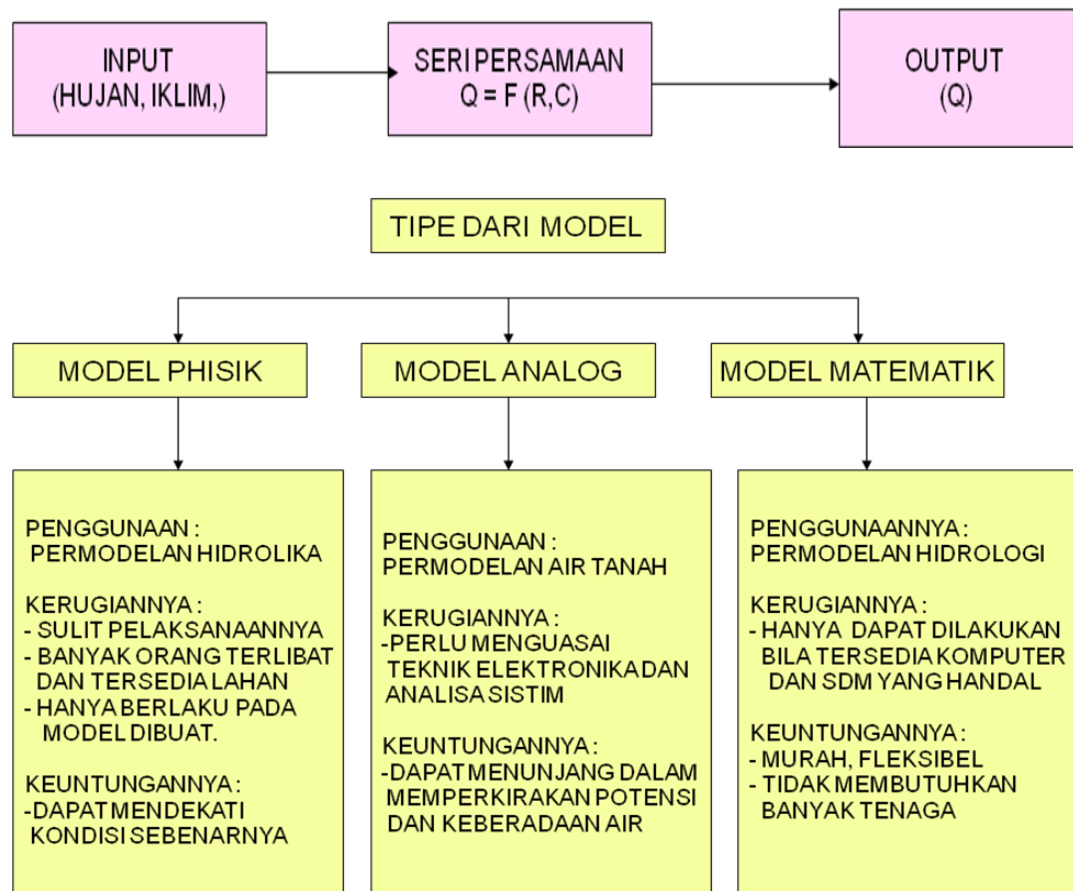 INPUT
(HUJAN, IKLIM,)
SERI PERSAMAAN
Q = F (R,C)
OUTPUT
(Q)
TIPE DARI MODEL
MODEL PHISIK
MODEL ANALOG
MODEL MATEMATIK
PENGGUNAAN :
PERMODELAN HIDROLIKA
KERUGIANNYA :
- SULIT PELAKSANAANNYA
- BANYAK ORANG TERLIBAT
DAN TERSEDIA LAHAN
- HANYA BERLAKU PADA
MODEL DIBUAT.
KEUNTUNGANNYA :
-DAPAT MENDEKATI
KONDISI SEBENARNYA
PENGGUNAAN :
PERMODELAN AIR TANAH
KERUGIANNYA :
-PERLU MENGUASAI
TEKNIK ELEKTRONIKA DAN
ANALISA SISTIM
KEUNTUNGANNYA :
-DAPAT MENUNJANG DALAM
MEMPERKIRAKAN POTENSI
DAN KEBERADAAN AIR
PENGGUNAANNYA :
PERMODELAN HIDROLOGI
KERUGIANNYA :
- HANYA DAPAT DILAKUKAN
BILA TERSEDIA KOMPUTER
DAN SDM YANG HANDAL
KEUNTUNGANNYA :
- MURAH, FLEKSIBEL
- TIDAK MEMBUTUHKAN
BANYAK TENAGA